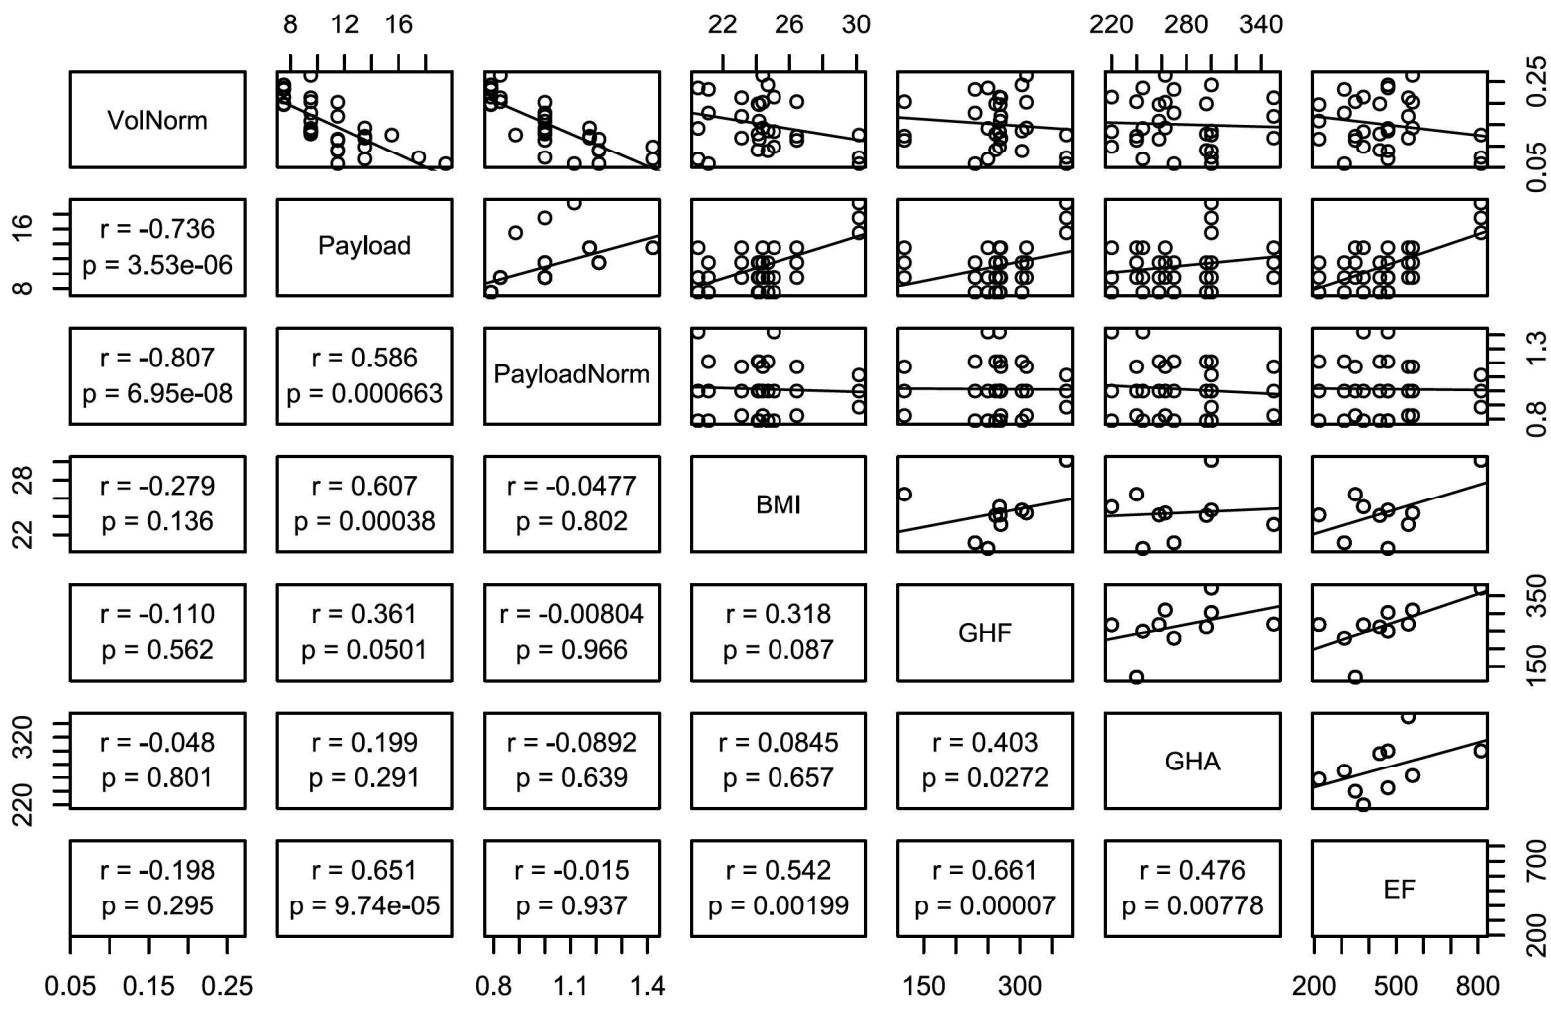 8 12 16 22 26 30 220 280 340
VolNorm 0.05 0.25
8 16 r = -0.736
p = 3.53e-06 Payload
r = -0.807
p = 6.95e-08 r = 0.586
p = 0.000663 PayloadNorm 0.8 1.3
22 28 r = -0.279
p = 0.136 r = 0.607
p = 0.00038 r = -0.0477
p = 0.802 BMI
r = -0.110
p = 0.562 r = 0.361
p = 0.0501 r = -0.00804
p = 0.966 r = 0.318
p = 0.087 GHF 150 350
220 320 r = -0.048
p = 0.801 r = 0.199
p = 0.291 r = -0.0892
p = 0.639 r = 0.0845
p = 0.657 r = 0.403
p = 0.0272 GHA
r = -0.198
p = 0.295 r = 0.651
p = 9.74e-05 r = -0.015
p = 0.937 r = 0.542
p = 0.00199 r = 0.661
p = 0.00007 r = 0.476
p = 0.00778 EF 200 700
0.05 0.15 0.25 0.8 1.1 1.4 150 300 200 500 800